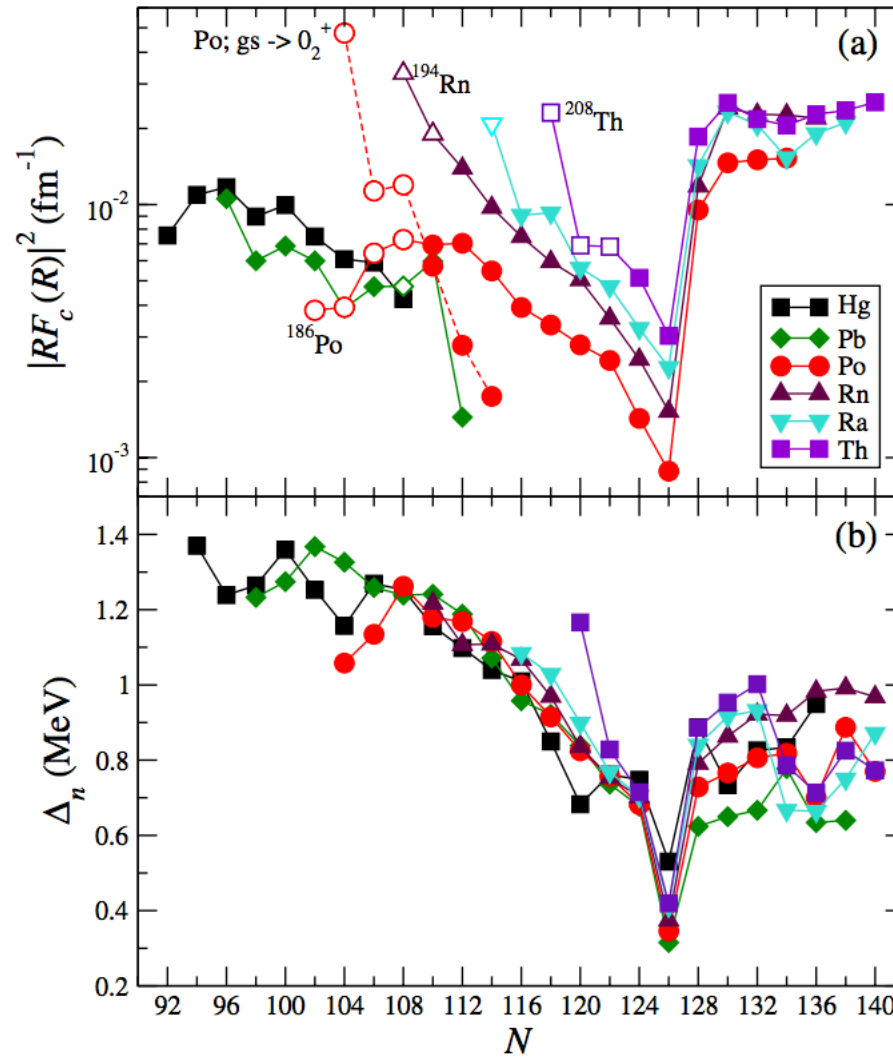 Po; gs -> 0₂⁺
(a)
¹⁹⁴Rn
²⁰⁸Th
10⁻²
|RF_c(R)|² (fm⁻¹)
¹⁸⁶Po
Hg
Pb
Po
Rn
Ra
Th
10⁻³
(b)
1.4
1.2
1
0.8
0.6
0.4
0.2
Δ_n (MeV)
92 96 100 104 108 112 116 120 124 128 132 136 140
N